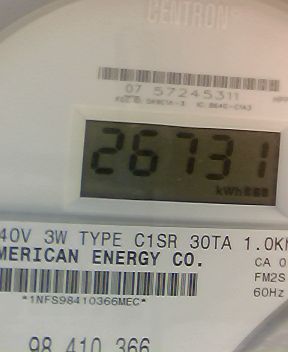 CENTRON
07 57245311
26731
kWh
40V 3W TYPE C1SR 30TA 1.0K
MERICAN ENERGY CO.
CA 0
FM2S
60Hz
*1NFS98410366MEC*
98 410 366